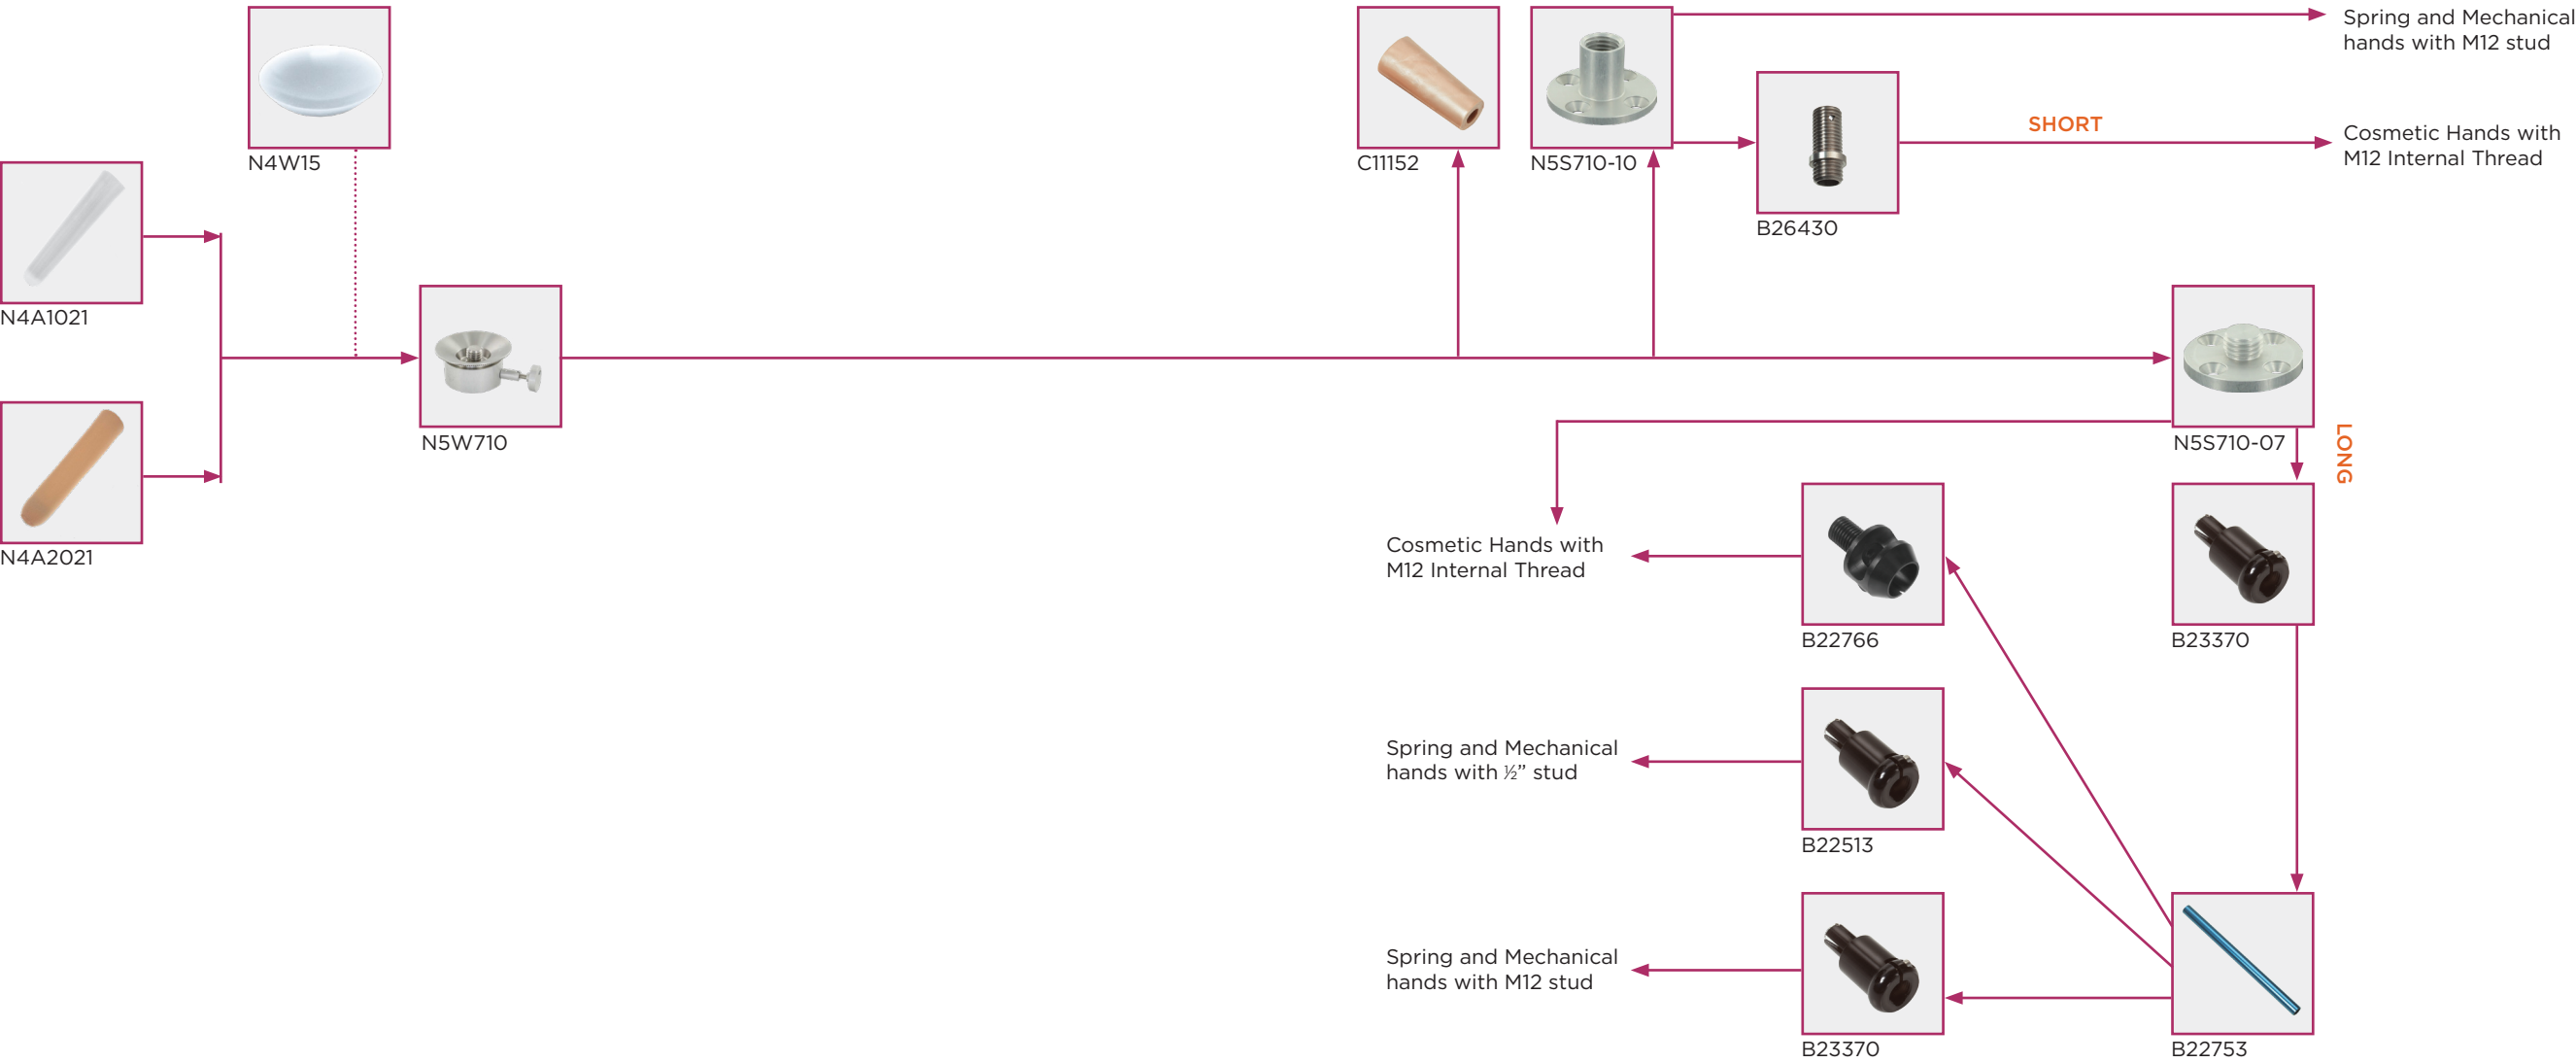 Spring and Mechanical
hands with M12 stud
N4W15
C11152
N5S710-10
SHORT
Cosmetic Hands with
M12 Internal Thread
B26430
N4A1021
N5W710
N5S710-07
LONG
N4A2021
Cosmetic Hands with
M12 Internal Thread
B22766
B23370
Spring and Mechanical
hands with ½” stud
B22513
Spring and Mechanical
hands with M12 stud
B23370
B22753